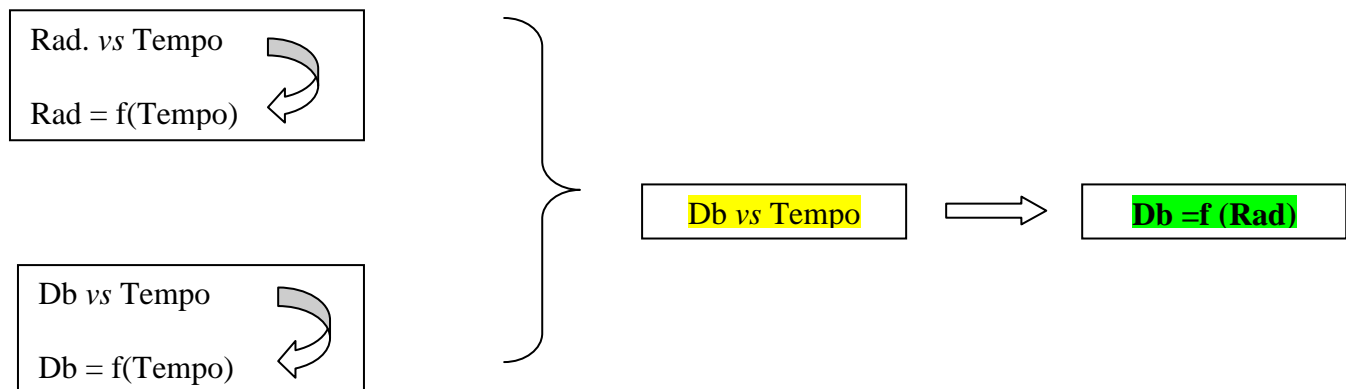 Rad. vs Tempo
Rad = f(Tempo)
Db vs Tempo
Db = f(Tempo)
Db vs Tempo
Db =f (Rad)